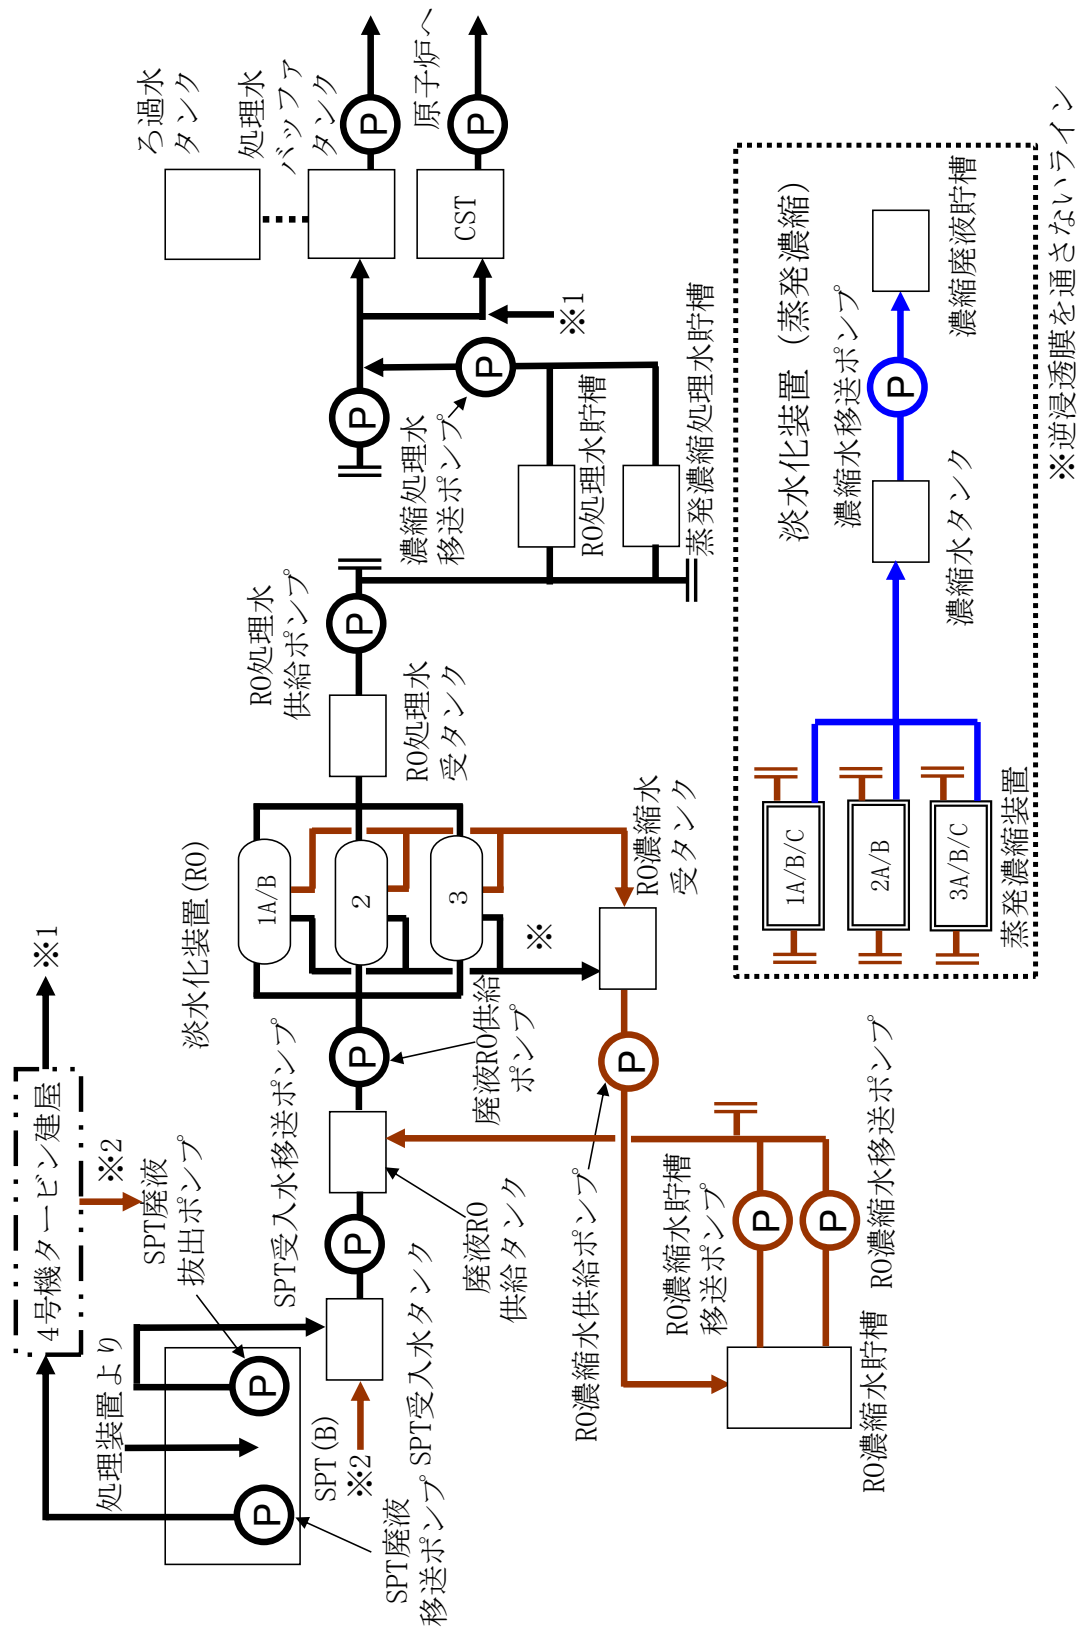 4号機タービン建屋
※1
※2
処理装置より
SPT廃液
抜出ポンプ
SPT廃液
移送ポンプ
SPT(B)
※2
SPT受入水タンク
SPT受入水移送ポンプ
廃液RO
供給タンク
廃液RO供給
ポンプ
淡水化装置(RO)
1A/B
2
3
※
RO処理水
受タンク
RO処理水
供給ポンプ
RO濃縮水
受タンク
RO濃縮水供給ポンプ
RO濃縮水貯槽
RO濃縮水貯槽
移送ポンプ
RO濃縮水移送ポンプ
濃縮処理水
移送ポンプ
RO処理水貯槽
蒸発濃縮処理水貯槽
※1
ろ過水
タンク
処理水
バッファ
タンク
CST
原子炉へ
淡水化装置(蒸発濃縮)
1A/B/C
2A/B
3A/B/C
蒸発濃縮装置
濃縮水タンク
濃縮水移送ポンプ
濃縮廃液貯槽
P
P
P
P
P
P
P
P
P
P
P
P
P
※逆浸透膜を通さないライン